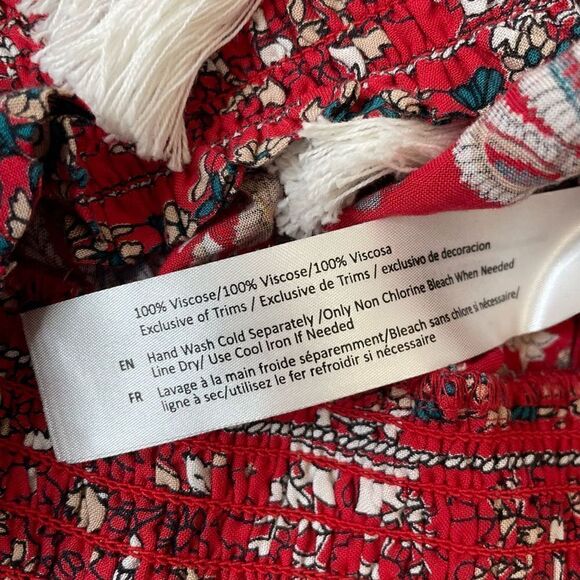 100% Viscose/100% Viscose/100% Viscosa
Exclusive of Trims / Exclusive de Trims / exclusivo de decoracion
EN Hand Wash Cold Separately /Only Non Chlorine Bleach When Needed
Line Dry/ Use Cool Iron If Needed
FR Lavage à la main froide séparemment/Bleach sans chlore si nécessaire/
ligne à sec/utilisez le fer refroidir si nécessaire